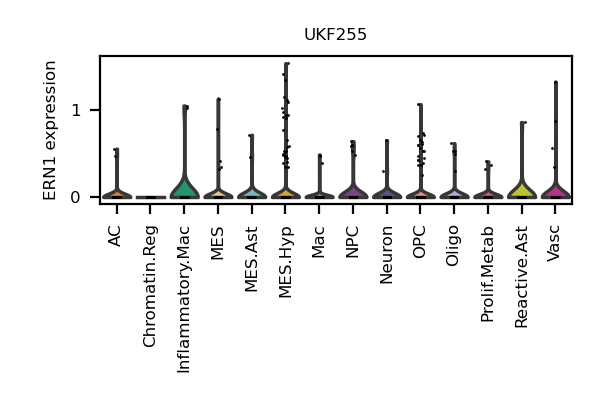 UKF255
ERN1 expression
1
0
AC
Chromatin.Reg
Inflammatory.Mac
MES
MES.Ast
MES.Hyp
Mac
NPC
Neuron
OPC
Oligo
Prolif.Metab
Reactive.Ast
Vasc